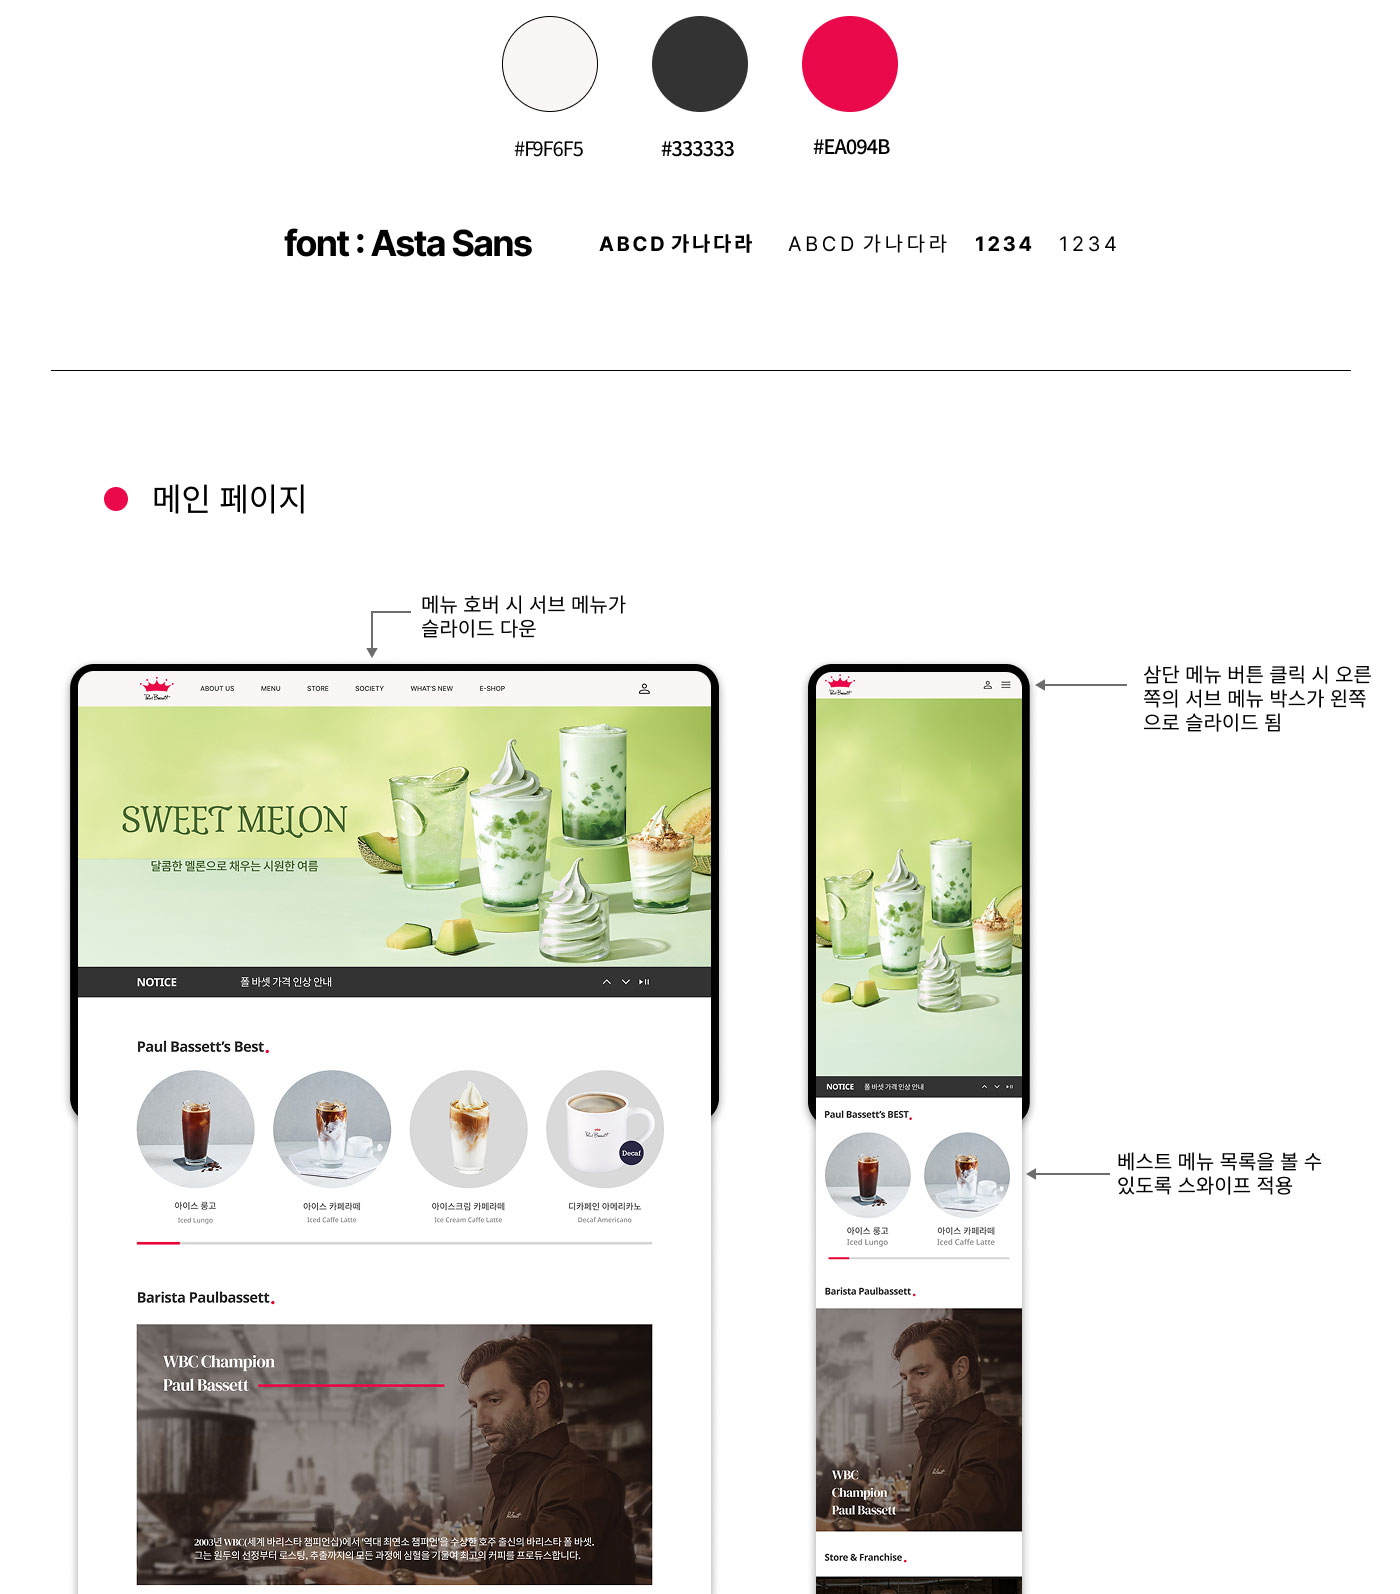 #F9F6F5
#333333
#EA094B
font : Asta Sans
ABCD 가나다라
ABCD 가나다라
1234
1234
메인 페이지
메뉴 호버 시 서브 메뉴가
슬라이드 다운
Paul Bassett
ABOUT US
MENU
STORE
SOCIETY
WHAT'S NEW
E-SHOP
SWEET MELON
달콤한 멜론으로 채우는 시원한 여름
NOTICE
폴 바셋 가격 인상 안내
Paul Bassett's Best.
Paul Bassett
Decaf
아이스 룽고
Iced Lungo
아이스 카페라떼
Iced Caffe Latte
아이스크림 카페라떼
Ice Cream Caffe Latte
디카페인 아메리카노
Decaf Americano
Barista Paulbassett.
WBC Champion
Paul Bassett
2003년 WBC(세계 바리스타 챔피언십)에서 '역대 최연소 챔피언'을 수상한 호주 출신의 바리스타 폴 바셋.
그는 원두의 선정부터 로스팅, 추출까지의 모든 과정에 심혈을 기울여 최고의 커피를 프로듀스합니다.
Paul Bassett
삼단 메뉴 버튼 클릭 시 오른
쪽의 서브 메뉴 박스가 왼쪽
으로 슬라이드 됨
NOTICE
폴 바셋 가격 인상 안내
Paul Bassett's BEST.
아이스 룽고
Iced Lungo
아이스 카페라떼
Iced Caffe Latte
베스트 메뉴 목록을 볼 수
있도록 스와이프 적용
Barista Paulbassett.
WBC
Champion
Paul Bassett
Store & Franchise.